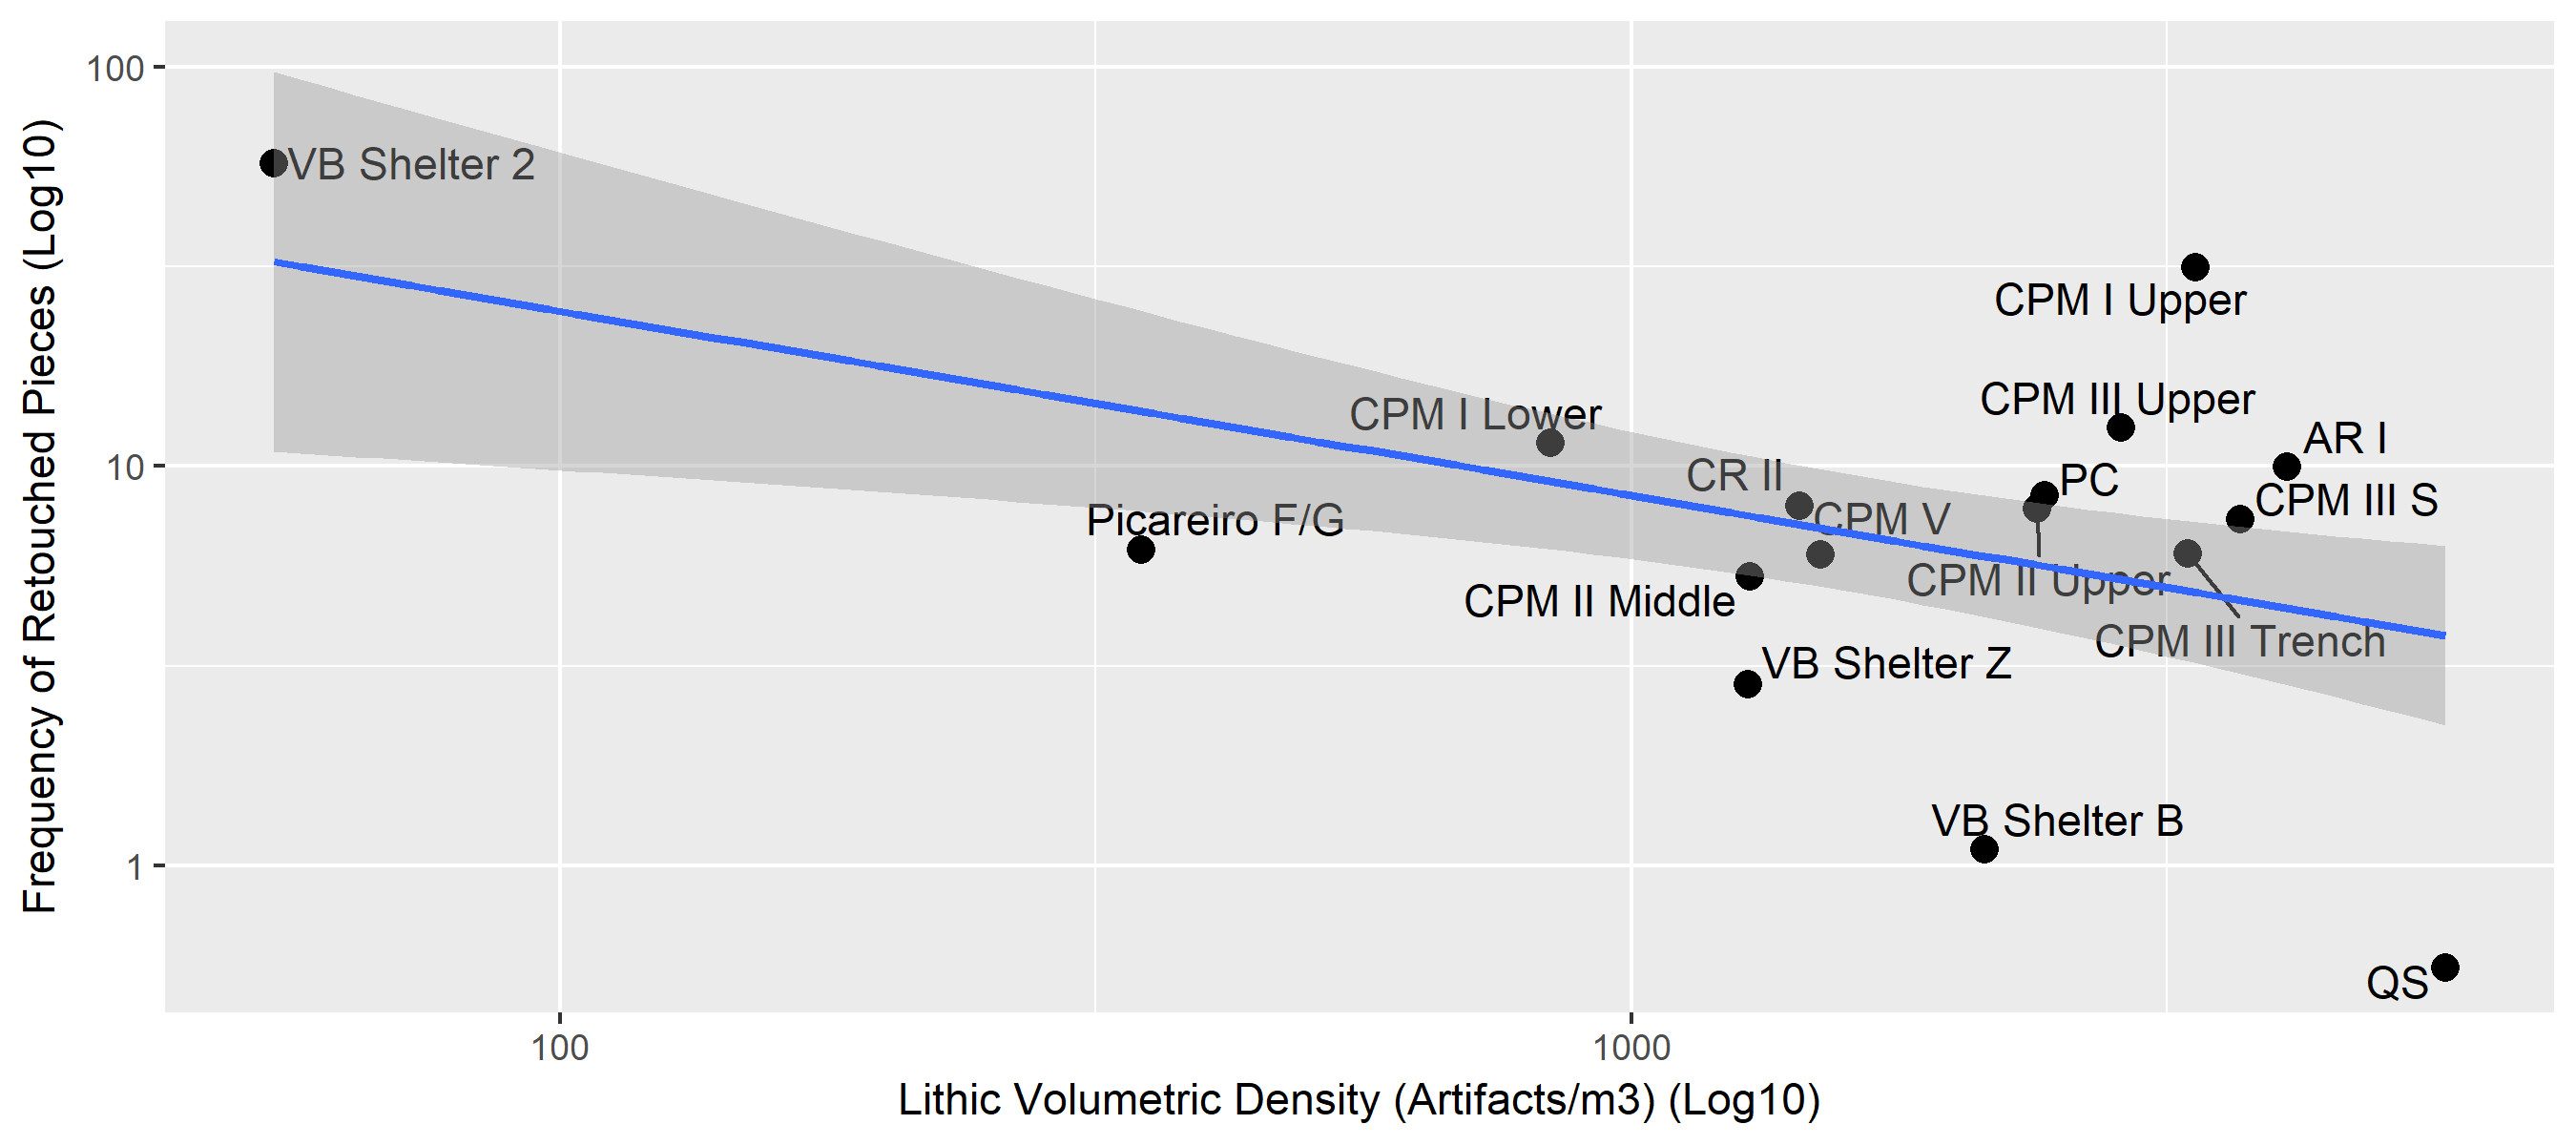 Frequency of Retouched Pieces (Log10)
100
10
1
VB Shelter 2
CPM I Upper
CPM III Upper
CPM I Lower
AR I
CR II
PC
CPM III S
Picareiro F/G
CPM V
CPM II Upper
CPM II Middle
CPM III Trench
VB Shelter Z
VB Shelter B
QS
100
1000
Lithic Volumetric Density (Artifacts/m3) (Log10)